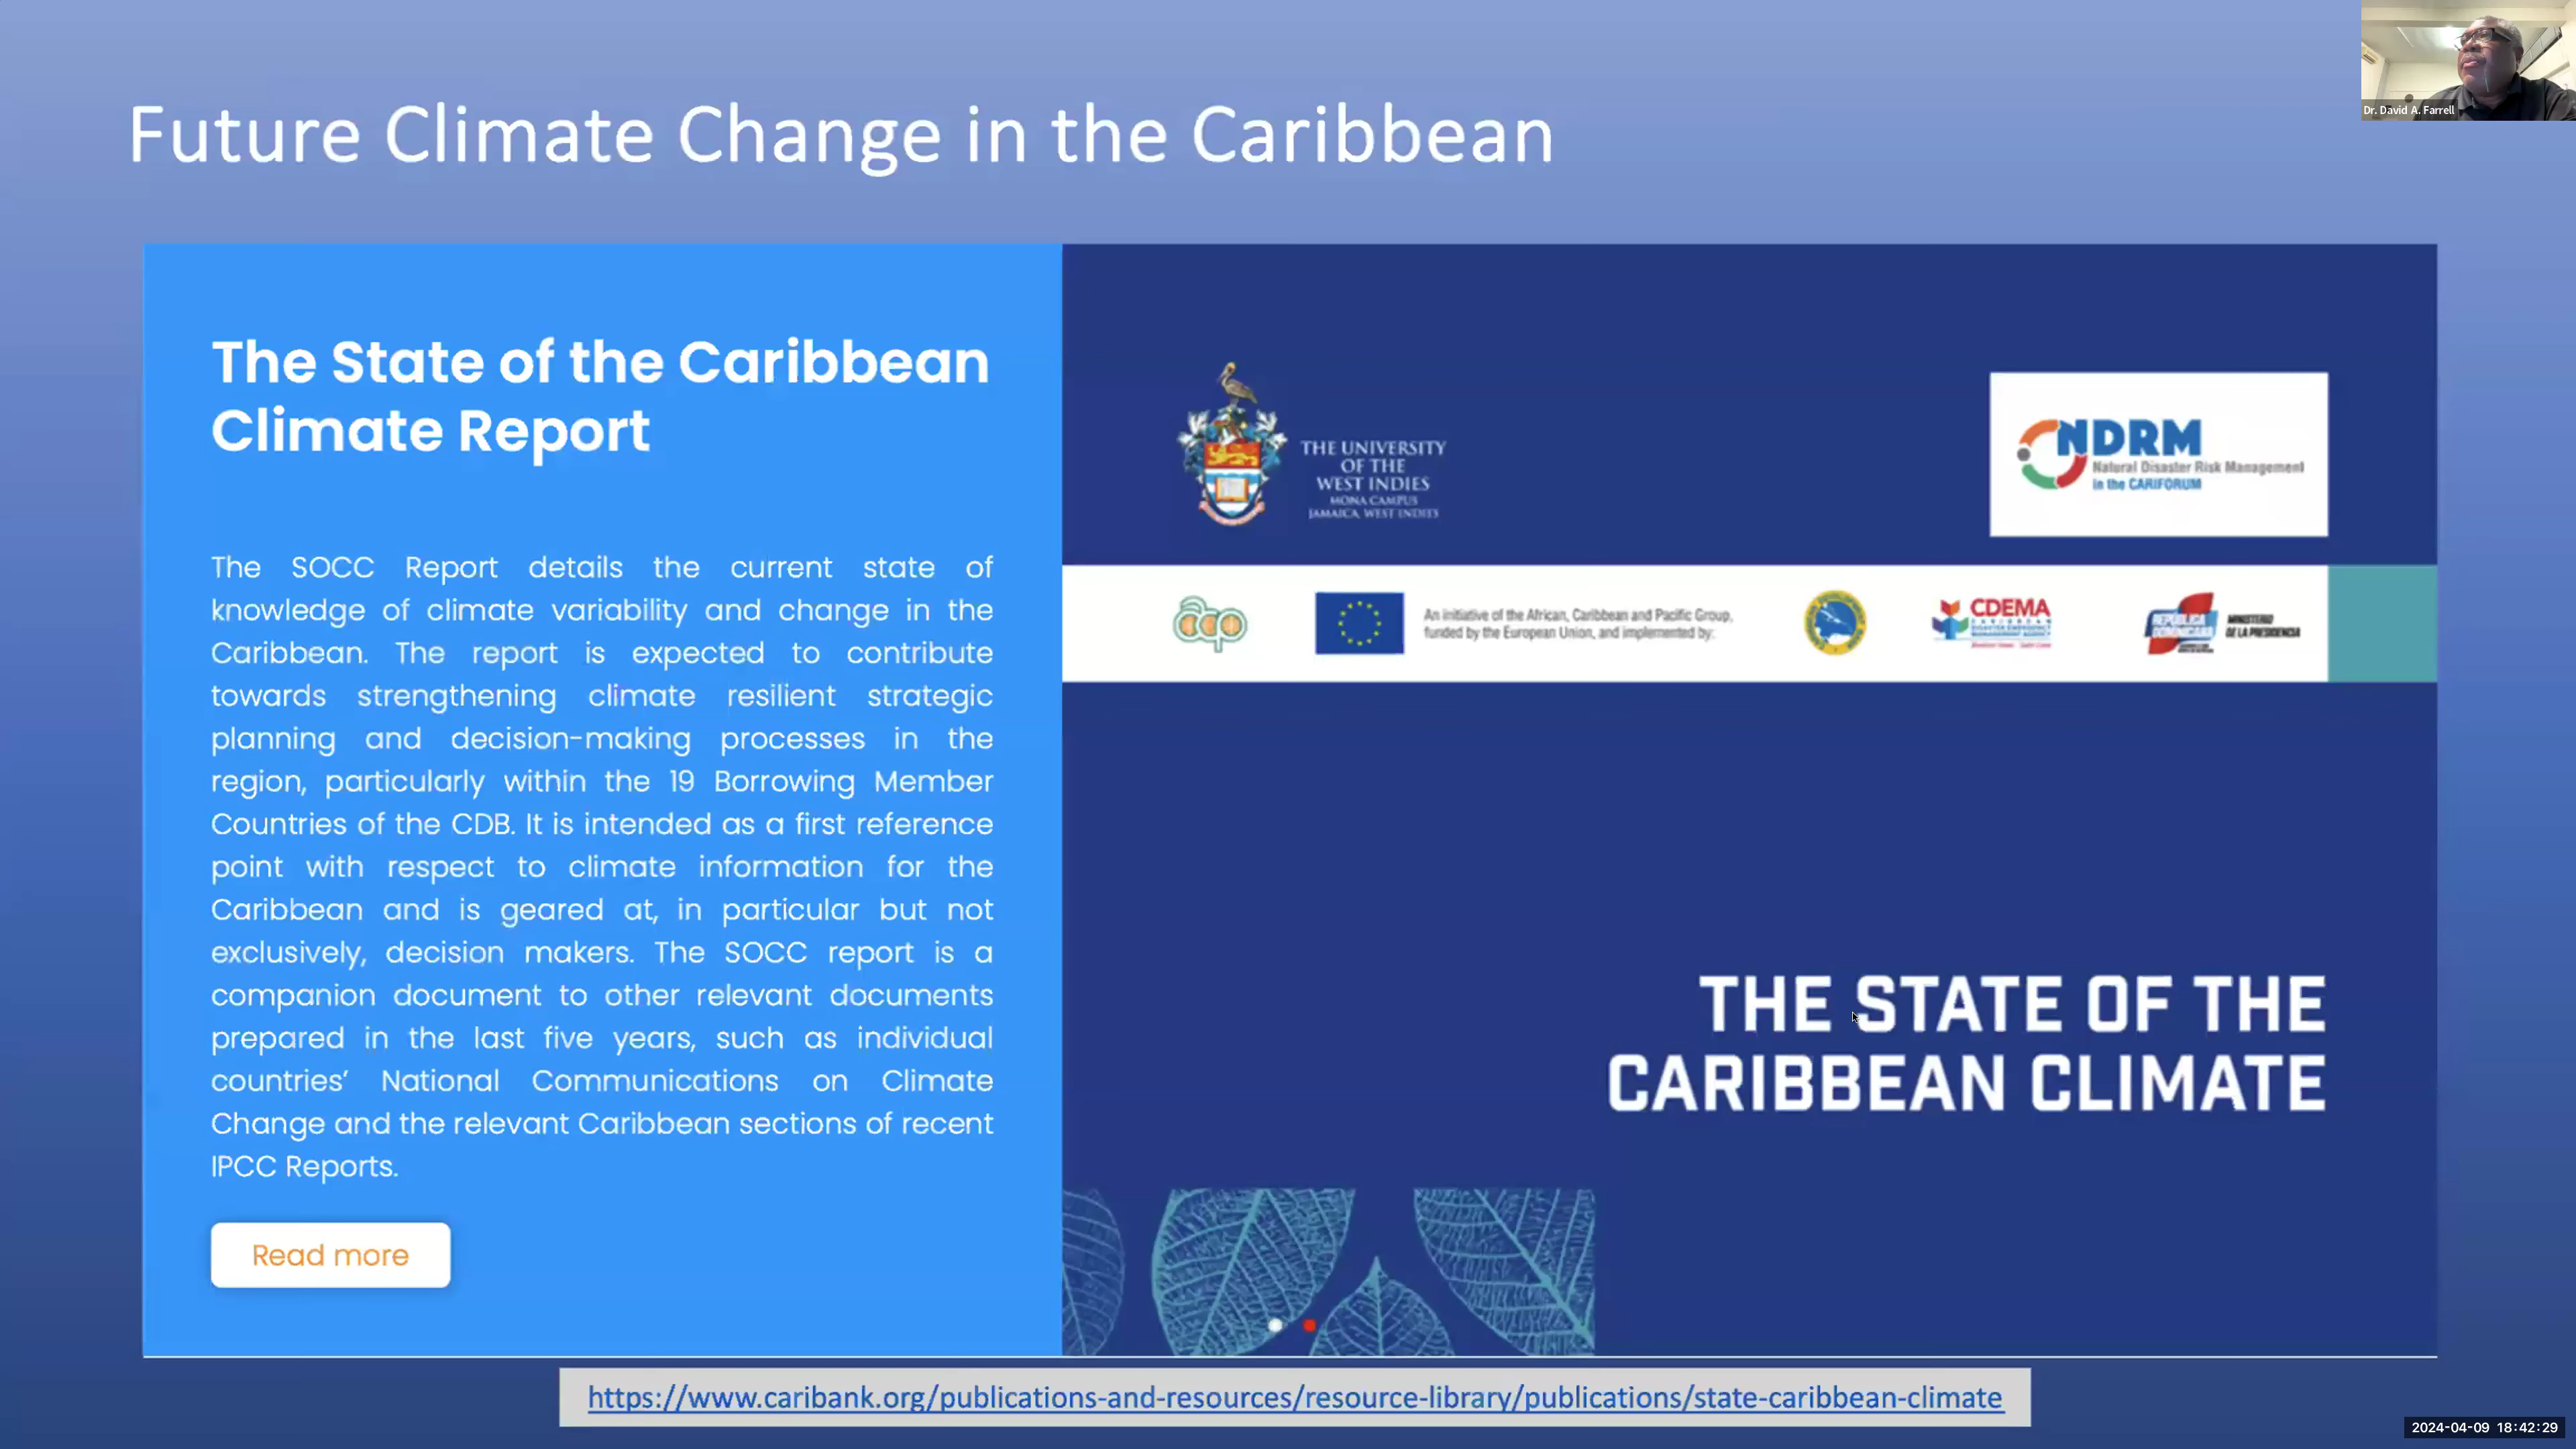 Future Climate Change in the Caribbean
Dr. David A. Farrell
The State of the Caribbean
Climate Report
The SOCC Report details the current state of
knowledge of climate variability and change in the
Caribbean. The report is expected to contribute
towards strengthening climate resilient strategic
planning and decision-making processes in the
region, particularly within the 19 Borrowing Member
Countries of the CDB. It is intended as a first reference
point with respect to climate information for the
Caribbean and is geared at, in particular but not
exclusively, decision makers. The SOCC report is a
companion document to other relevant documents
prepared in the last five years, such as individual
countries’ National Communications on Climate
Change and the relevant Caribbean sections of recent
IPCC Reports.
Read more
THE UNIVERSITY
OF THE
WEST INDIES
MONA CAMPUS
JAMAICA, WEST INDIES
NDRM
Natural Disaster Risk Management
in the CARIFORUM
acp
An initiative of the African, Caribbean and Pacific Group,
funded by the European Union, and implemented by:
CDEMA
REPÚBLICA
DOMINICANA
MINISTERIO
DE LA PRESIDENCIA
THE STATE OF THE
CARIBBEAN CLIMATE
https://www.caribank.org/publications-and-resources/resource-library/publications/state-caribbean-climate
2024-04-09 18:42:29